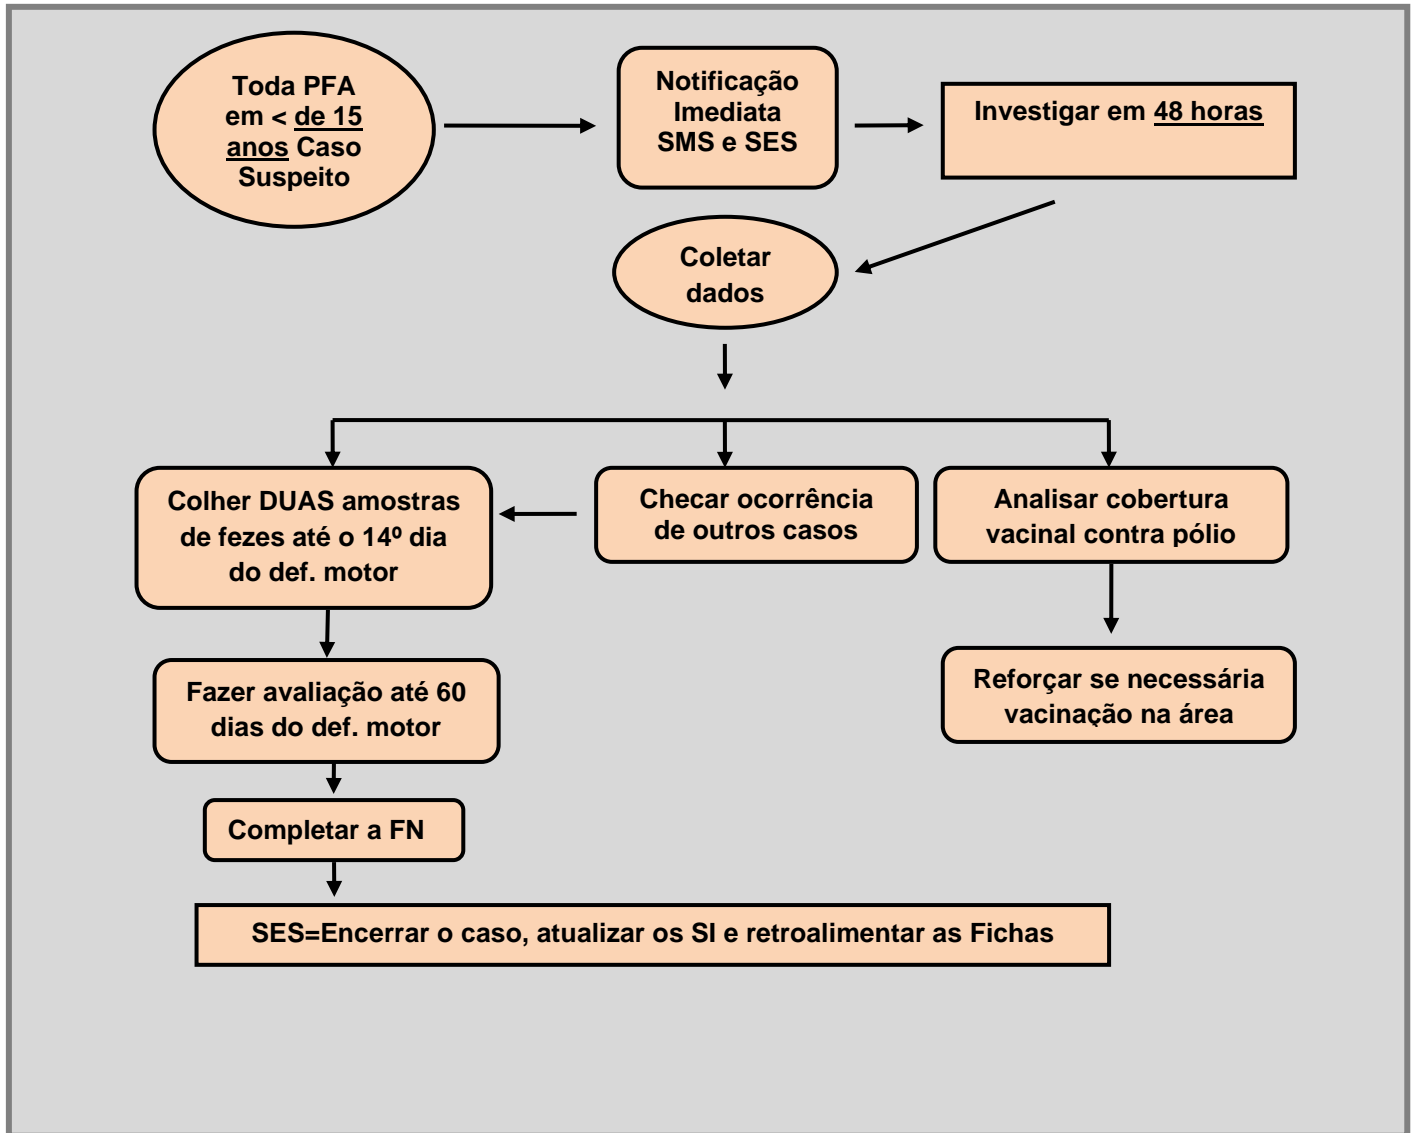 Toda PFA
em < de 15
anos Caso
Suspeito
Notificação
Imediata
SMS e SES
Investigar em 48 horas
Coletar
dados
Colher DUAS amostras
de fezes até o 14º dia
do def. motor
Checar ocorrência
de outros casos
Analisar cobertura
vacinal contra pólio
Fazer avaliação até 60
dias do def. motor
Reforçar se necessária
vacinação na área
Completar a FN
SES=Encerrar o caso, atualizar os SI e retroalimentar as Fichas